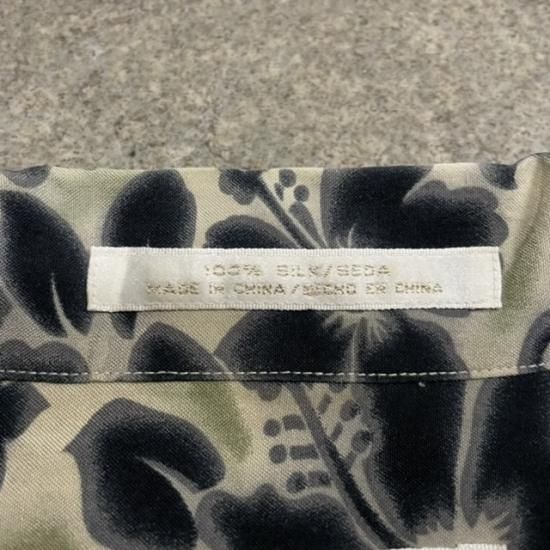 100% SILK/SEDA
MADE IN CHINA/HECHO EN CHINA